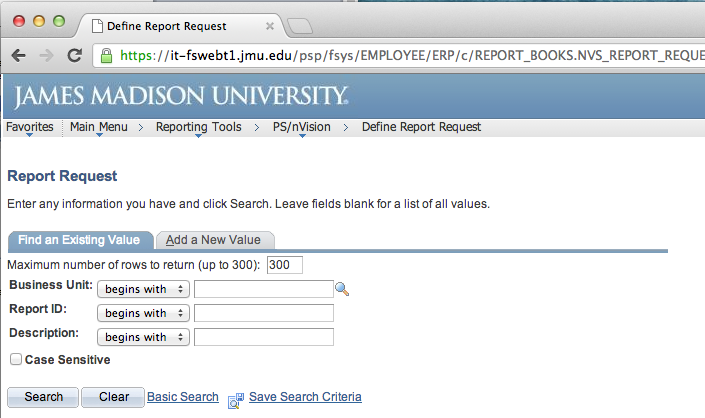 Define Report Request
https://it-fswebt1.jmu.edu/psp/fsys/EMPLOYEE/ERP/c/REPORT_BOOKS.NVS_REPORT_REQUE
JAMES MADISON UNIVERSITY.
Favorites Main Menu > Reporting Tools > PS/nVision > Define Report Request
Report Request
Enter any information you have and click Search. Leave fields blank for a list of all values.
Find an Existing Value Add a New Value
Maximum number of rows to return (up to 300): 300
Business Unit: begins with
Report ID: begins with
Description: begins with
Case Sensitive
Search Clear Basic Search Save Search Criteria